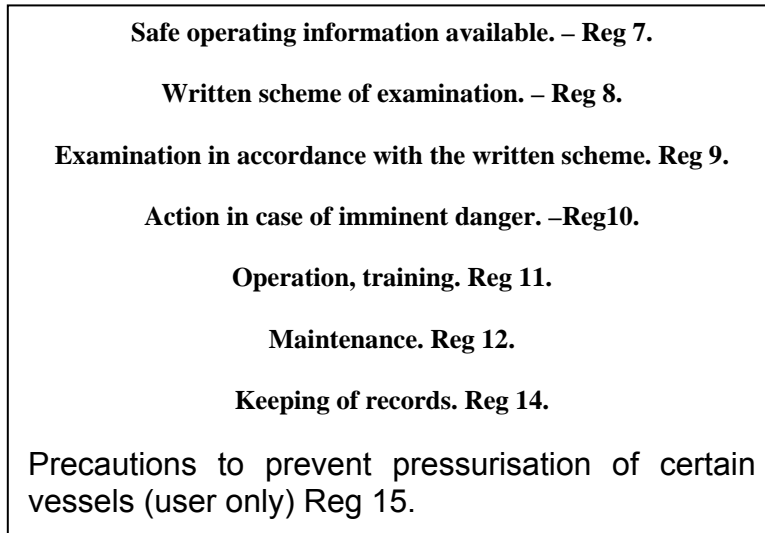 Safe operating information available. – Reg 7.
Written scheme of examination. – Reg 8.
Examination in accordance with the written scheme. Reg 9.
Action in case of imminent danger. –Reg10.
Operation, training. Reg 11.
Maintenance. Reg 12.
Keeping of records. Reg 14.
Precautions to prevent pressurisation of certain
vessels (user only) Reg 15.